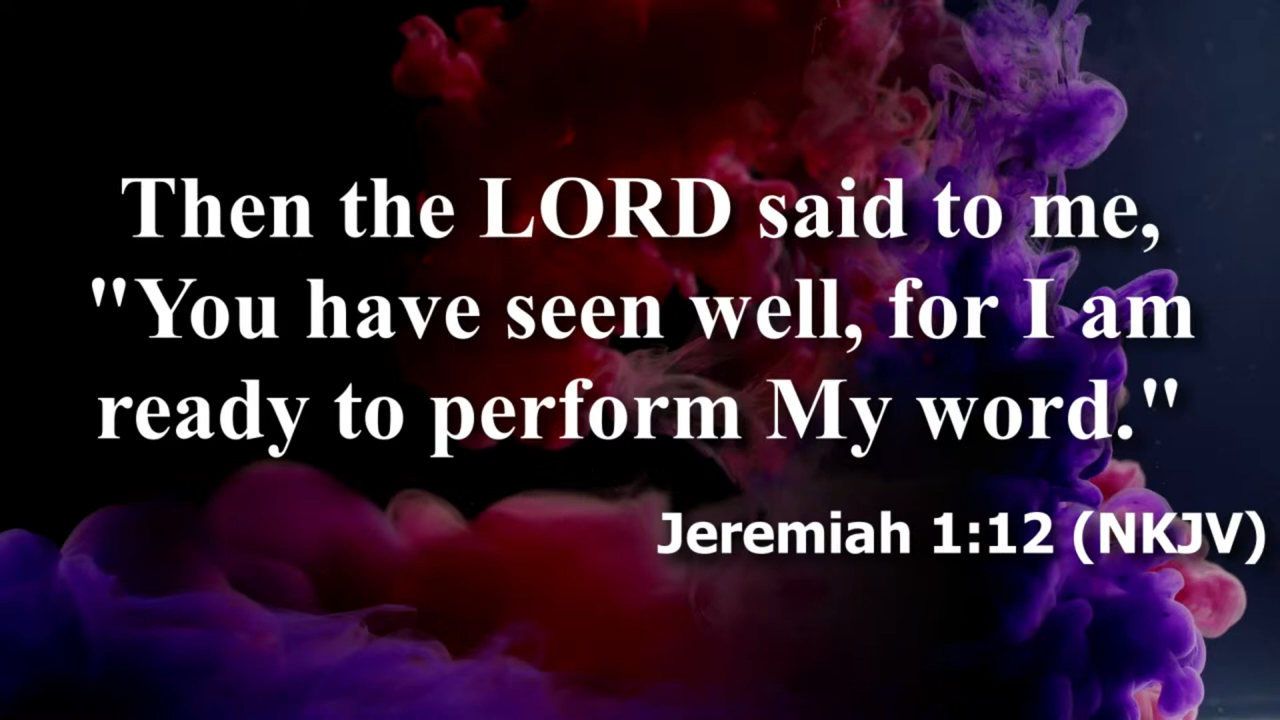 Then the LORD said to me,
"You have seen well, for I am
ready to perform My word."
Jeremiah 1:12 (NKJV)